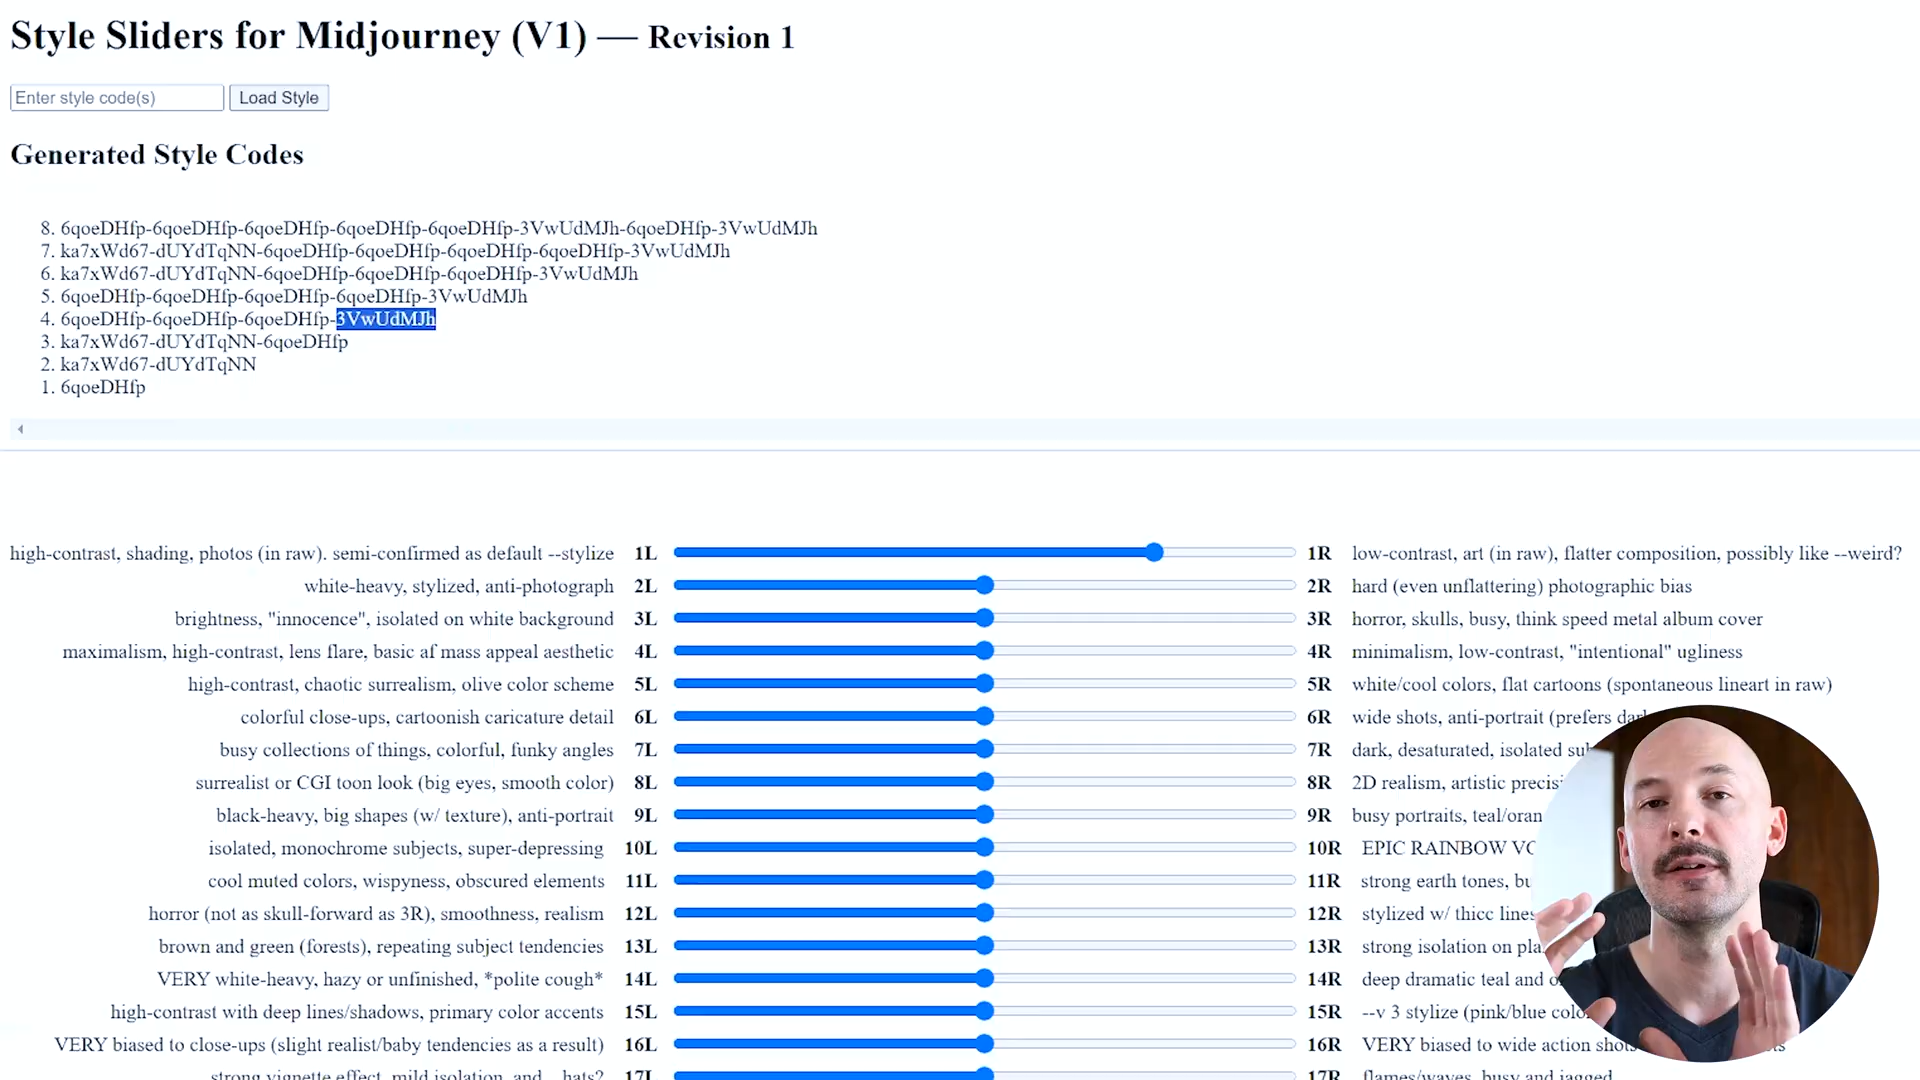 Style Sliders for Midjourney (V1) — Revision 1
Enter style code(s) Load Style
Generated Style Codes
8. 6qoeDHfp-6qoeDHfp-6qoeDHfp-6qoeDHfp-6qoeDHfp-3VwUdMJh-6qoeDHfp-3VwUdMJh
7. ka7xWd67-dUYdTqNN-6qoeDHfp-6qoeDHfp-6qoeDHfp-6qoeDHfp-3VwUdMJh
6. ka7xWd67-dUYdTqNN-6qoeDHfp-6qoeDHfp-6qoeDHfp-3VwUdMJh
5. 6qoeDHfp-6qoeDHfp-6qoeDHfp-6qoeDHfp-3VwUdMJh
4. 6qoeDHfp-6qoeDHfp-6qoeDHfp-3VwUdMJh
3. ka7xWd67-dUYdTqNN-6qoeDHfp
2. ka7xWd67-dUYdTqNN
1. 6qoeDHfp
high-contrast, shading, photos (in raw). semi-confirmed as default --stylize 1L 1R low-contrast, art (in raw), flatter composition, possibly like --weird?
white-heavy, stylized, anti-photograph 2L 2R hard (even unflattering) photographic bias
brightness, "innocence", isolated on white background 3L 3R horror, skulls, busy, think speed metal album cover
maximalism, high-contrast, lens flare, basic af mass appeal aesthetic 4L 4R minimalism, low-contrast, "intentional" ugliness
high-contrast, chaotic surrealism, olive color scheme 5L 5R white/cool colors, flat cartoons (spontaneous lineart in raw)
colorful close-ups, cartoonish caricature detail 6L 6R wide shots, anti-portrait (prefers
busy collections of things, colorful, funky angles 7L 7R dark, desaturated, isolated
surrealist or CGI toon look (big eyes, smooth color) 8L 8R 2D realism, artistic
black-heavy, big shapes (w/ texture), anti-portrait 9L 9R busy portraits,
isolated, monochrome subjects, super-depressing 10L 10R EPIC RAINBOW
cool muted colors, wispyness, obscured elements 11L 11R strong earth tones,
horror (not as skull-forward as 3R), smoothness, realism 12L 12R stylized w/ thicc lines
brown and green (forests), repeating subject tendencies 13L 13R strong isolation on
VERY white-heavy, hazy or unfinished, *polite cough* 14L 14R deep dramatic teal and
high-contrast with deep lines/shadows, primary color accents 15L 15R --v 3 stylize (pink/blue
VERY biased to close-ups (slight realist/baby tendencies as a result) 16L 16R VERY biased to wide action shots
strong vignette effect, mild isolation, and... hats? 17L 17R flames/waves, busy and jagged